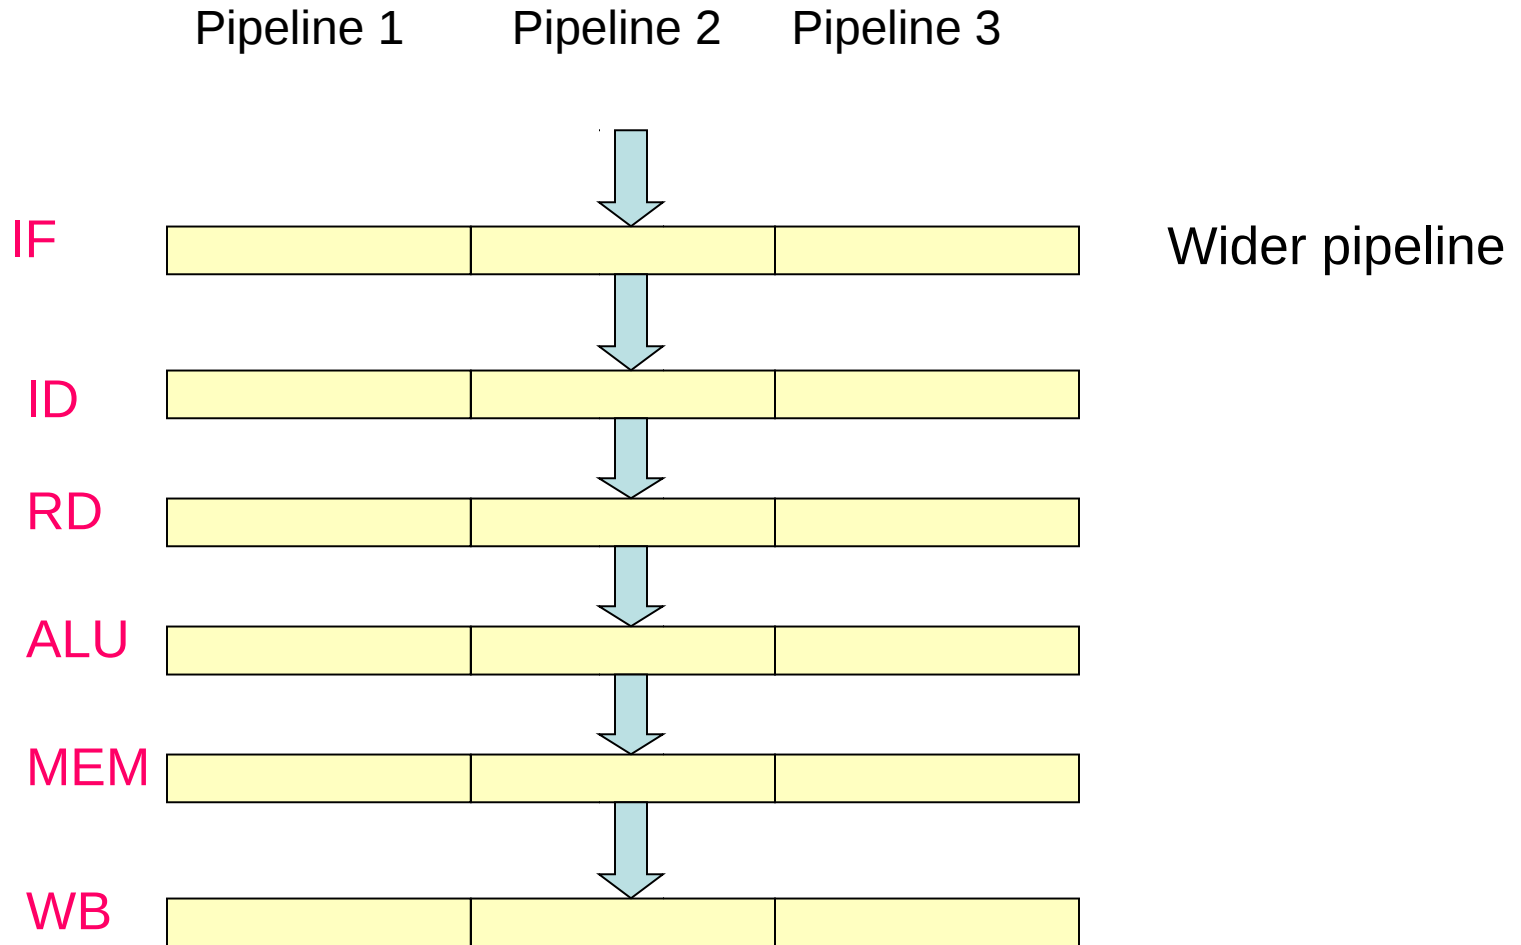 Pipeline 1 Pipeline 2 Pipeline 3
IF
Wider pipeline
ID
RD
ALU
MEM
WB